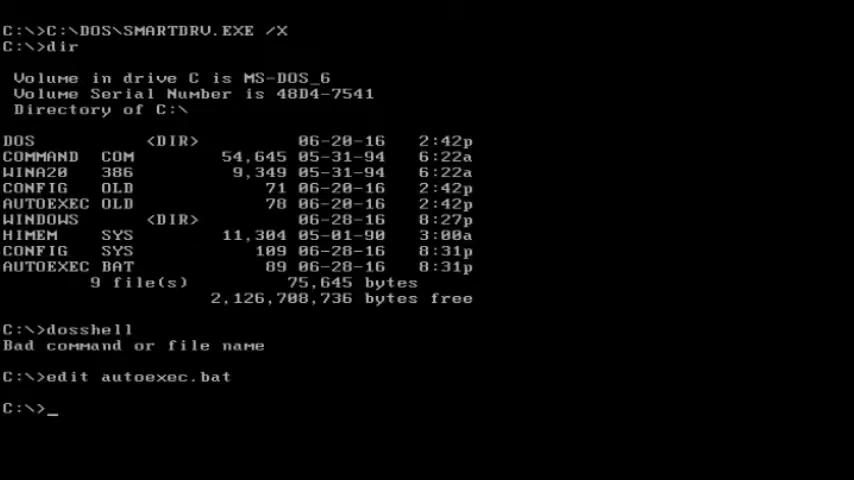 C:\>C:\DOS\SMARTDRV.EXE /X
C:\>dir
Volume in drive C is MS-DOS_6
Volume Serial Number is 48D4-7541
Directory of C:\
DOS <DIR> 06-20-16 2:42p
COMMAND COM 54,645 05-31-94 6:22a
WINA20 386 9,349 05-31-94 6:22a
CONFIG OLD 71 06-20-16 2:42p
AUTOEXEC OLD 78 06-20-16 2:42p
WINDOWS <DIR> 06-28-16 8:27p
HIMEM SYS 11,304 05-01-90 3:00a
CONFIG SYS 109 06-28-16 8:31p
AUTOEXEC BAT 89 06-28-16 8:31p
9 file(s) 75,645 bytes
2,126,708,736 bytes free
C:\>dosshell
Bad command or file name
C:\>edit autoexec.bat
C:\>_